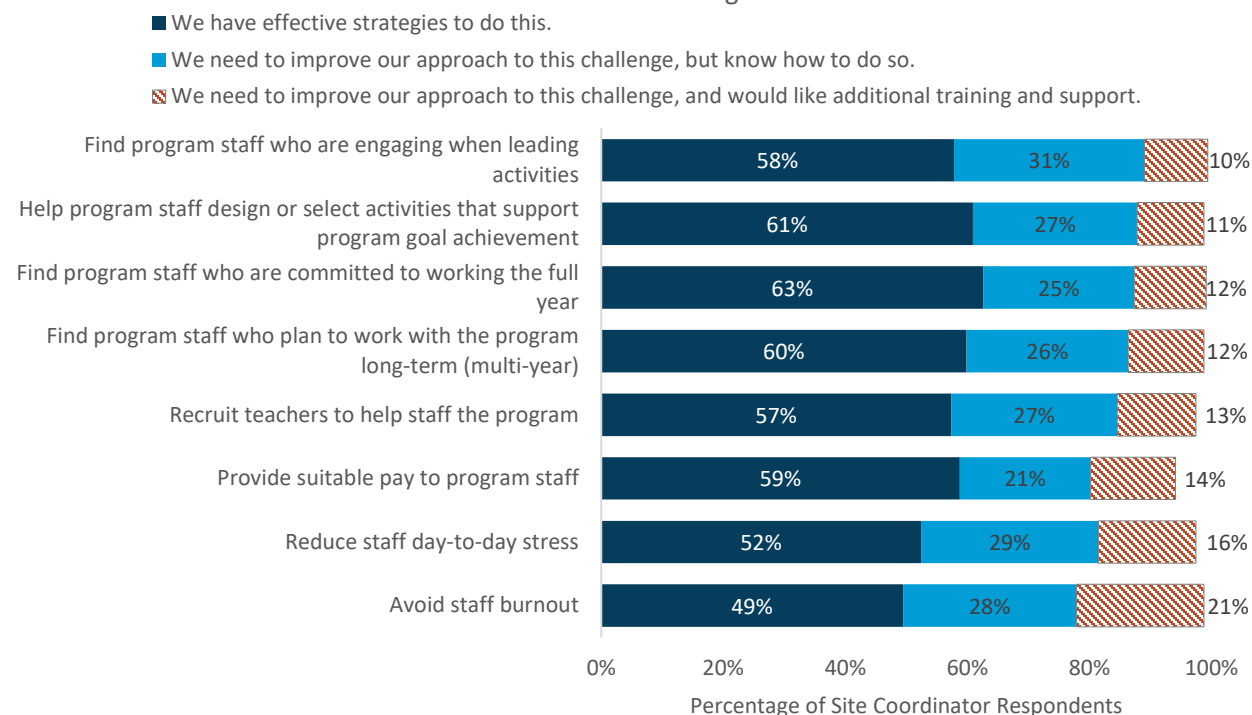 We have effective strategies to do this.
We need to improve our approach to this challenge, but know how to do so.
We need to improve our approach to this challenge, and would like additional training and support.
Find program staff who are engaging when leading
activities
58%
31%
10%
Help program staff design or select activities that support
program goal achievement
61%
27%
11%
Find program staff who are committed to working the full
year
63%
25%
12%
Find program staff who plan to work with the program
long-term (multi-year)
60%
26%
12%
Recruit teachers to help staff the program
57%
27%
13%
Provide suitable pay to program staff
59%
21%
14%
Reduce staff day-to-day stress
52%
29%
16%
Avoid staff burnout
49%
28%
21%
0%
20%
40%
60%
80%
100%
Percentage of Site Coordinator Respondents